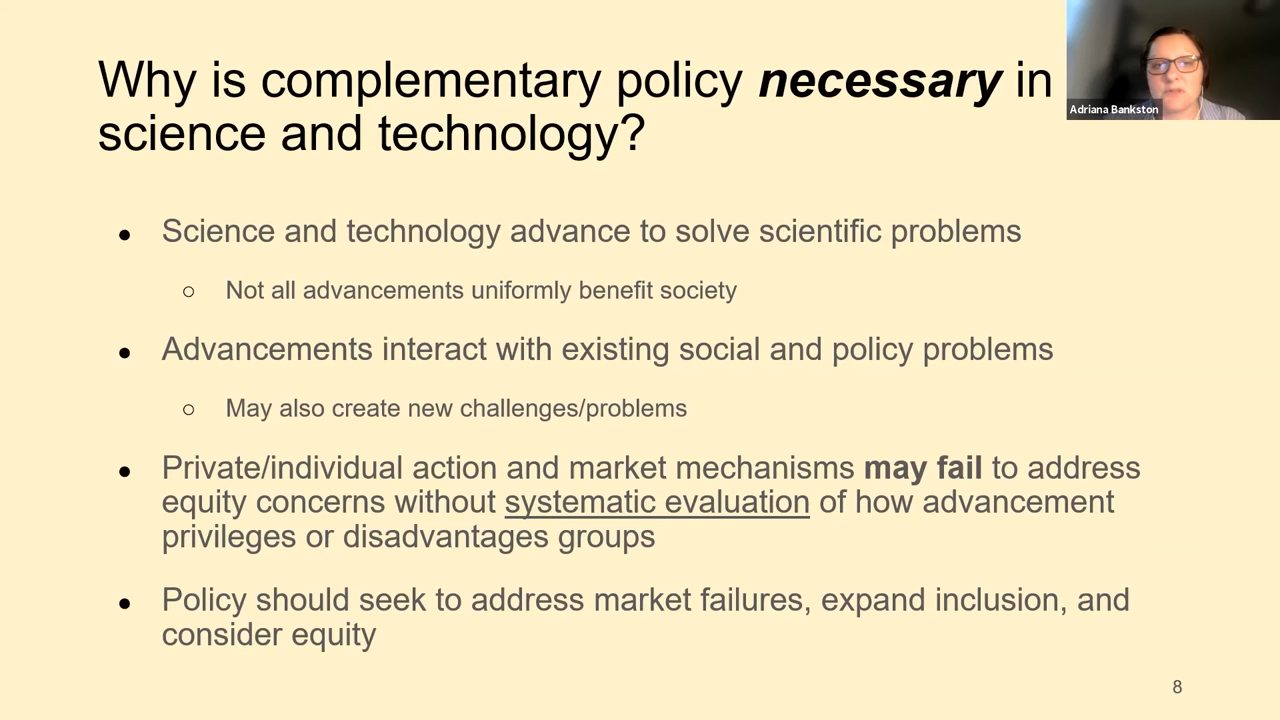 Why is complementary policy necessary in
science and technology?
Adriana Bankston
● Science and technology advance to solve scientific problems
○ Not all advancements uniformly benefit society
● Advancements interact with existing social and policy problems
○ May also create new challenges/problems
● Private/individual action and market mechanisms may fail to address
equity concerns without systematic evaluation of how advancement
privileges or disadvantages groups
● Policy should seek to address market failures, expand inclusion, and
consider equity
8